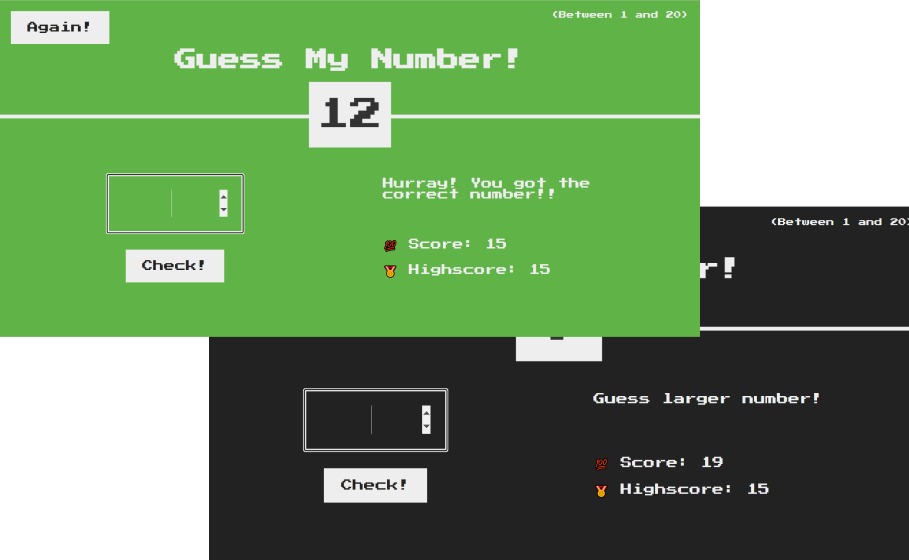 Again!
(Between 1 and 20)
Guess My Number!
12
Hurray! You got the
correct number!!
Score: 15
Check!
Highscore: 15
(Between 1 and 20)
r!
Guess larger number!
Score: 19
Check!
Highscore: 15